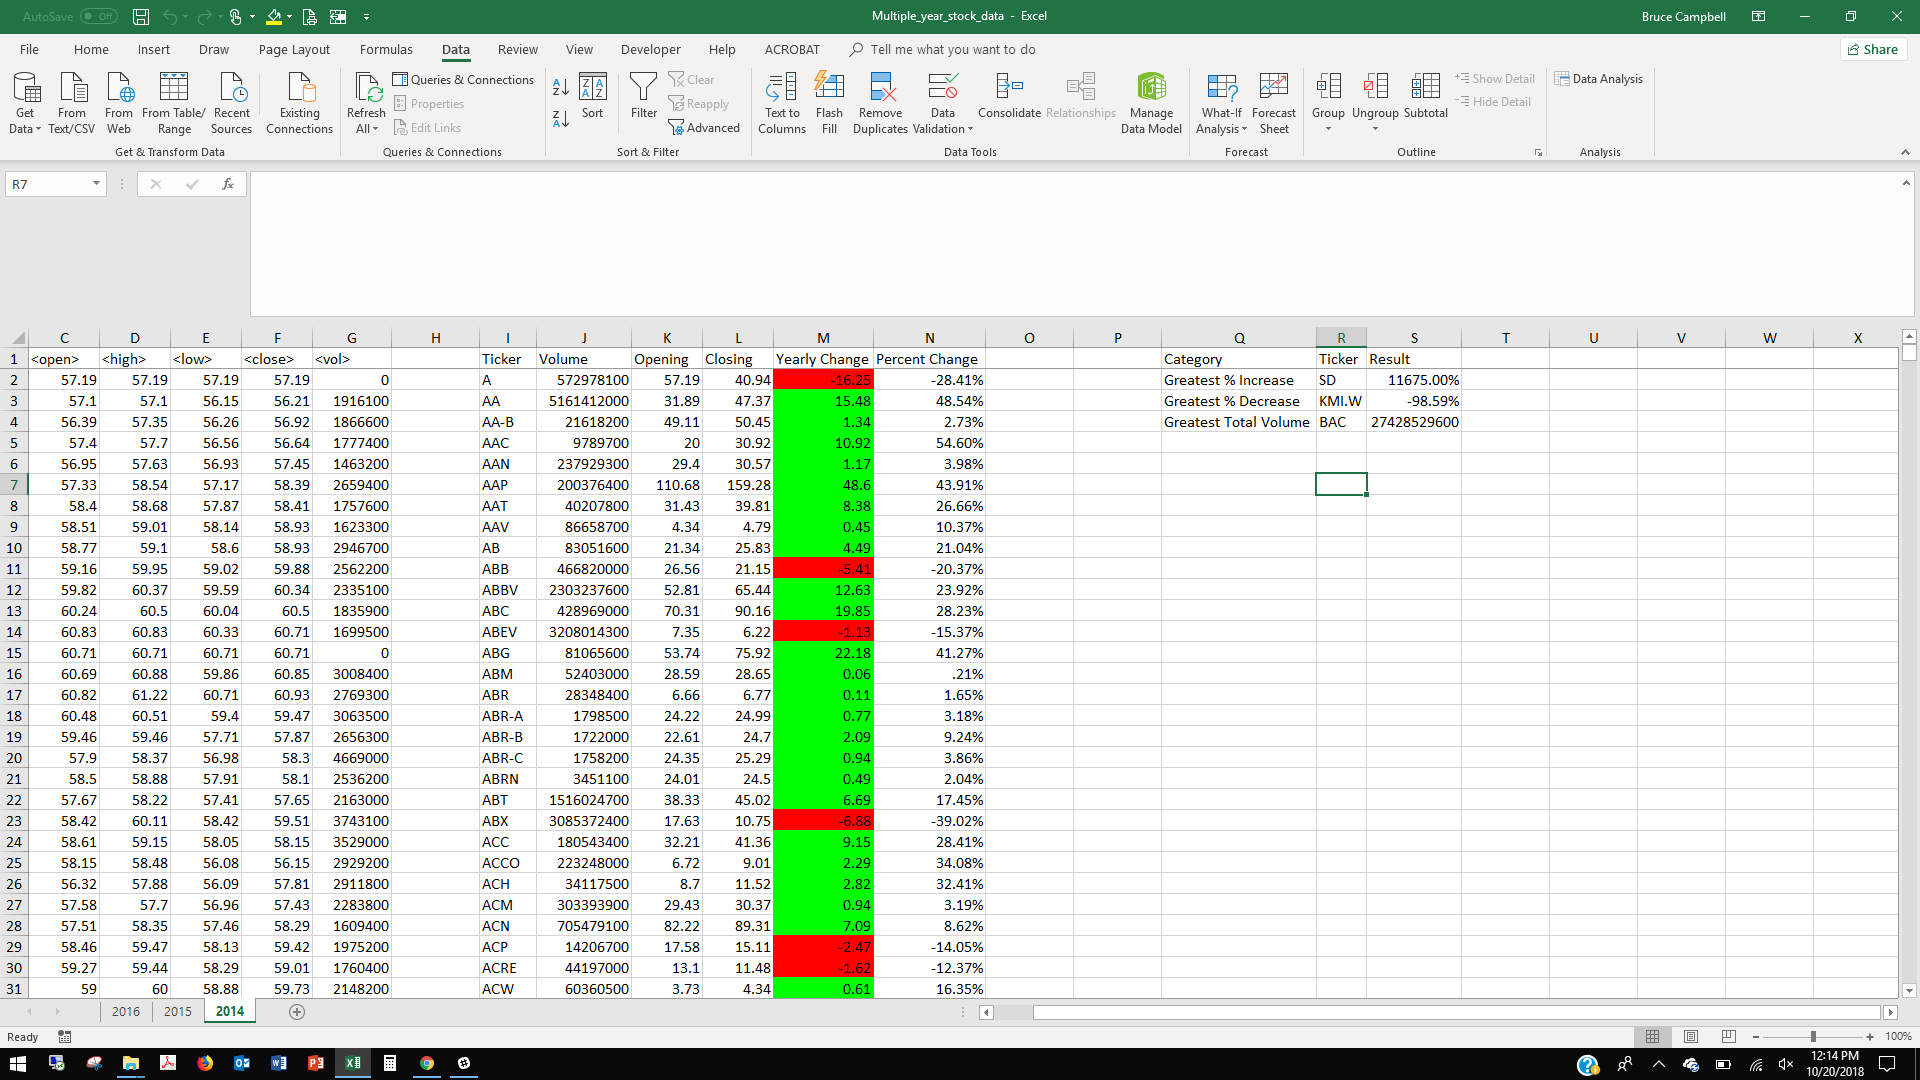 AutoSave Off Multiple_year_stock_data - Excel Bruce Campbell
File Home Insert Draw Page Layout Formulas Data Review View Developer Help ACROBAT Tell me what you want to do Share
Get Data From Text/CSV From Web From Table/ Range Recent Sources Existing Connections
Get & Transform Data
Refresh All Queries & Connections Properties Edit Links
Queries & Connections
Sort Filter Clear Reapply Advanced
Sort & Filter
Text to Columns Flash Fill Remove Duplicates Data Validation Consolidate Relationships Manage Data Model
Data Tools
What-If Analysis Forecast Sheet
Forecast
Group Ungroup Subtotal Show Detail Hide Detail
Outline
Data Analysis
Analysis
R7 fx
C D E F G H I J K L M N O P Q R S T U V W X
1 <open> <high> <low> <close> <vol> Ticker Volume Opening Closing Yearly Change Percent Change Category Ticker Result
2 57.19 57.19 57.19 57.19 0 A 572978100 57.19 40.94 -16.25 -28.41% Greatest % Increase SD 11675.00%
3 57.1 57.1 56.15 56.21 1916100 AA 5161412000 31.89 47.37 15.48 48.54% Greatest % Decrease KMI.W -98.59%
4 56.39 57.35 56.26 56.92 1866600 AA-B 21618200 49.11 50.45 1.34 2.73% Greatest Total Volume BAC 27428529600
5 57.4 57.7 56.56 56.64 1777400 AAC 9789700 20 30.92 10.92 54.60%
6 56.95 57.63 56.93 57.45 1463200 AAN 237929300 29.4 30.57 1.17 3.98%
7 57.33 58.54 57.17 58.39 2659400 AAP 200376400 110.68 159.28 48.6 43.91%
8 58.4 58.68 57.87 58.41 1757600 AAT 40207800 31.43 39.81 8.38 26.66%
9 58.51 59.01 58.14 58.93 1623300 AAV 86658700 4.34 4.79 0.45 10.37%
10 58.77 59.1 58.6 58.93 2946700 AB 83051600 21.34 25.83 4.49 21.04%
11 59.16 59.95 59.02 59.88 2562200 ABB 466820000 26.56 21.15 -5.41 -20.37%
12 59.82 60.37 59.59 60.34 2335100 ABBV 2303237600 52.81 65.44 12.63 23.92%
13 60.24 60.5 60.04 60.5 1835900 ABC 428969000 70.31 90.16 19.85 28.23%
14 60.83 60.83 60.33 60.71 1699500 ABEV 3208014300 7.35 6.22 -1.13 -15.37%
15 60.71 60.71 60.71 60.71 0 ABG 81065600 53.74 75.92 22.18 41.27%
16 60.69 60.88 59.86 60.85 3008400 ABM 52403000 28.59 28.65 0.06 .21%
17 60.82 61.22 60.71 60.93 2769300 ABR 28348400 6.66 6.77 0.11 1.65%
18 60.48 60.51 59.4 59.47 3063500 ABR-A 1798500 24.22 24.99 0.77 3.18%
19 59.46 59.46 57.71 57.87 2656300 ABR-B 1722000 22.61 24.7 2.09 9.24%
20 57.9 58.37 56.98 58.3 4669000 ABR-C 1758200 24.35 25.29 0.94 3.86%
21 58.5 58.88 57.91 58.1 2536200 ABRN 3451100 24.01 24.5 0.49 2.04%
22 57.67 58.22 57.41 57.65 2163000 ABT 1516024700 38.33 45.02 6.69 17.45%
23 58.42 60.11 58.42 59.51 3743100 ABX 3085372400 17.63 10.75 -6.88 -39.02%
24 58.61 59.15 58.05 58.15 3529000 ACC 180543400 32.21 41.36 9.15 28.41%
25 58.15 58.48 56.08 56.15 2929200 ACCO 223248000 6.72 9.01 2.29 34.08%
26 56.32 57.88 56.09 57.81 2911800 ACH 34117500 8.7 11.52 2.82 32.41%
27 57.58 57.7 56.96 57.43 2283800 ACM 303393900 29.43 30.37 0.94 3.19%
28 57.51 58.35 57.46 58.29 1609400 ACN 705479100 82.22 89.31 7.09 8.62%
29 58.46 59.47 58.13 59.42 1975200 ACP 14206700 17.58 15.11 -2.47 -14.05%
30 59.27 59.44 58.29 59.01 1760400 ACRE 44197000 13.1 11.48 -1.62 -12.37%
31 59 60 58.88 59.73 2148200 ACW 60360500 3.73 4.34 0.61 16.35%
2016 2015 2014
Ready 100%
12:14 PM
10/20/2018